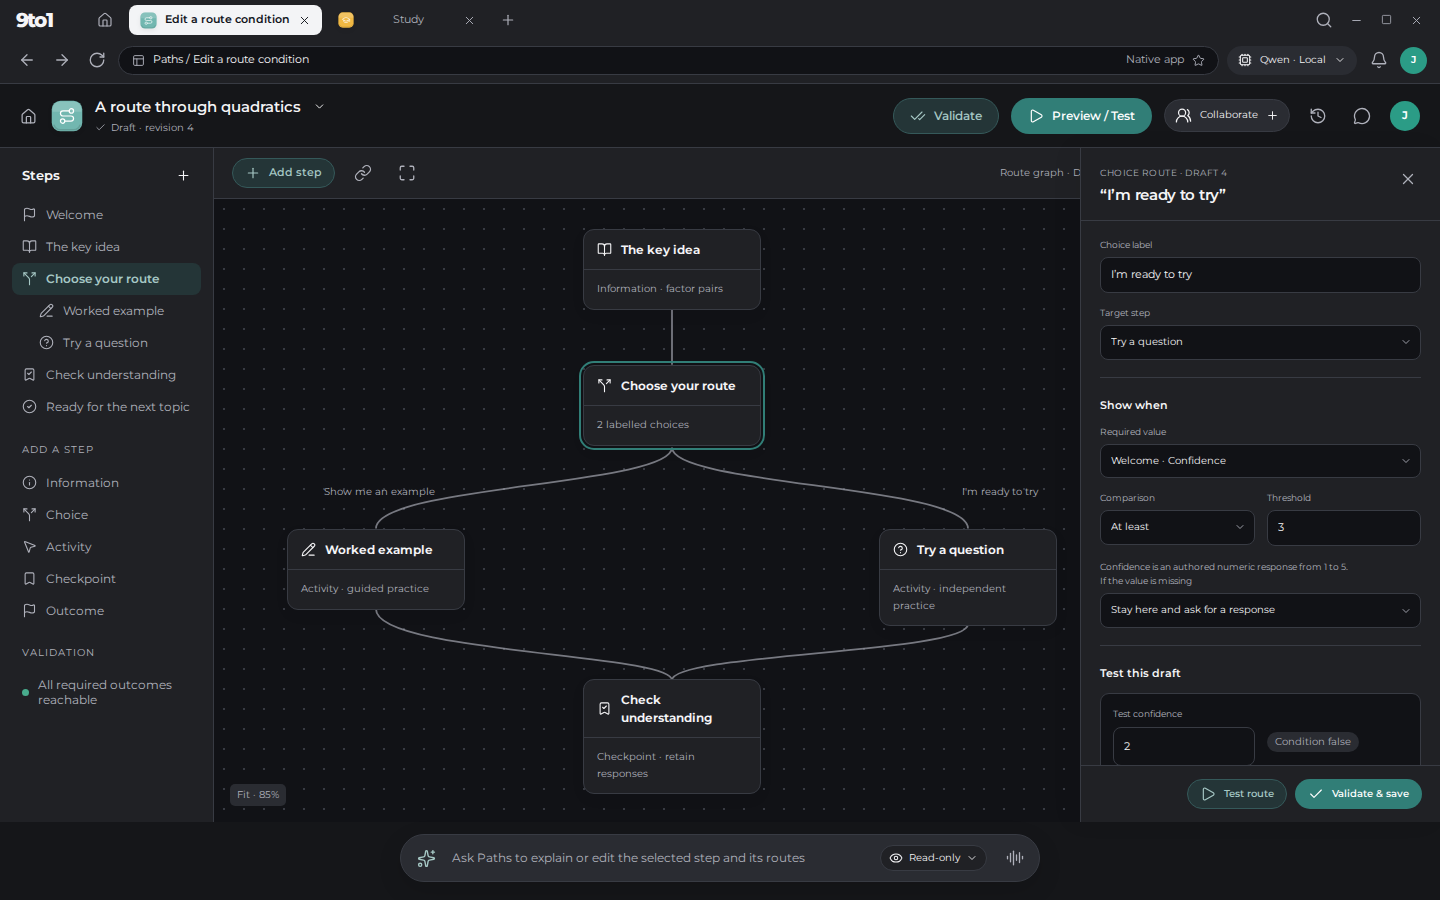 9to1
Edit a route condition
Study
Paths / Edit a route condition
Native app
Qwen · Local
J
A route through quadratics
Draft · revision 4
Validate
Preview / Test
Collaborate
J
Steps
Welcome
The key idea
Choose your route
Worked example
Try a question
Check understanding
Ready for the next topic
ADD A STEP
Information
Choice
Activity
Checkpoint
Outcome
VALIDATION
All required outcomes
reachable
Add step
Route graph · D
The key idea
Information · factor pairs
Choose your route
2 labelled choices
Show me an example
I'm ready to try
Worked example
Activity · guided practice
Try a question
Activity · independent
practice
Check
understanding
Checkpoint · retain
responses
Fit · 85%
CHOICE ROUTE · DRAFT 4
“I’m ready to try”
Choice label
I’m ready to try
Target step
Try a question
Show when
Required value
Welcome · Confidence
Comparison
Threshold
At least
3
Confidence is an authored numeric response from 1 to 5.
If the value is missing
Stay here and ask for a response
Test this draft
Test confidence
2
Condition false
Test route
Validate & save
Ask Paths to explain or edit the selected step and its routes
Read-only